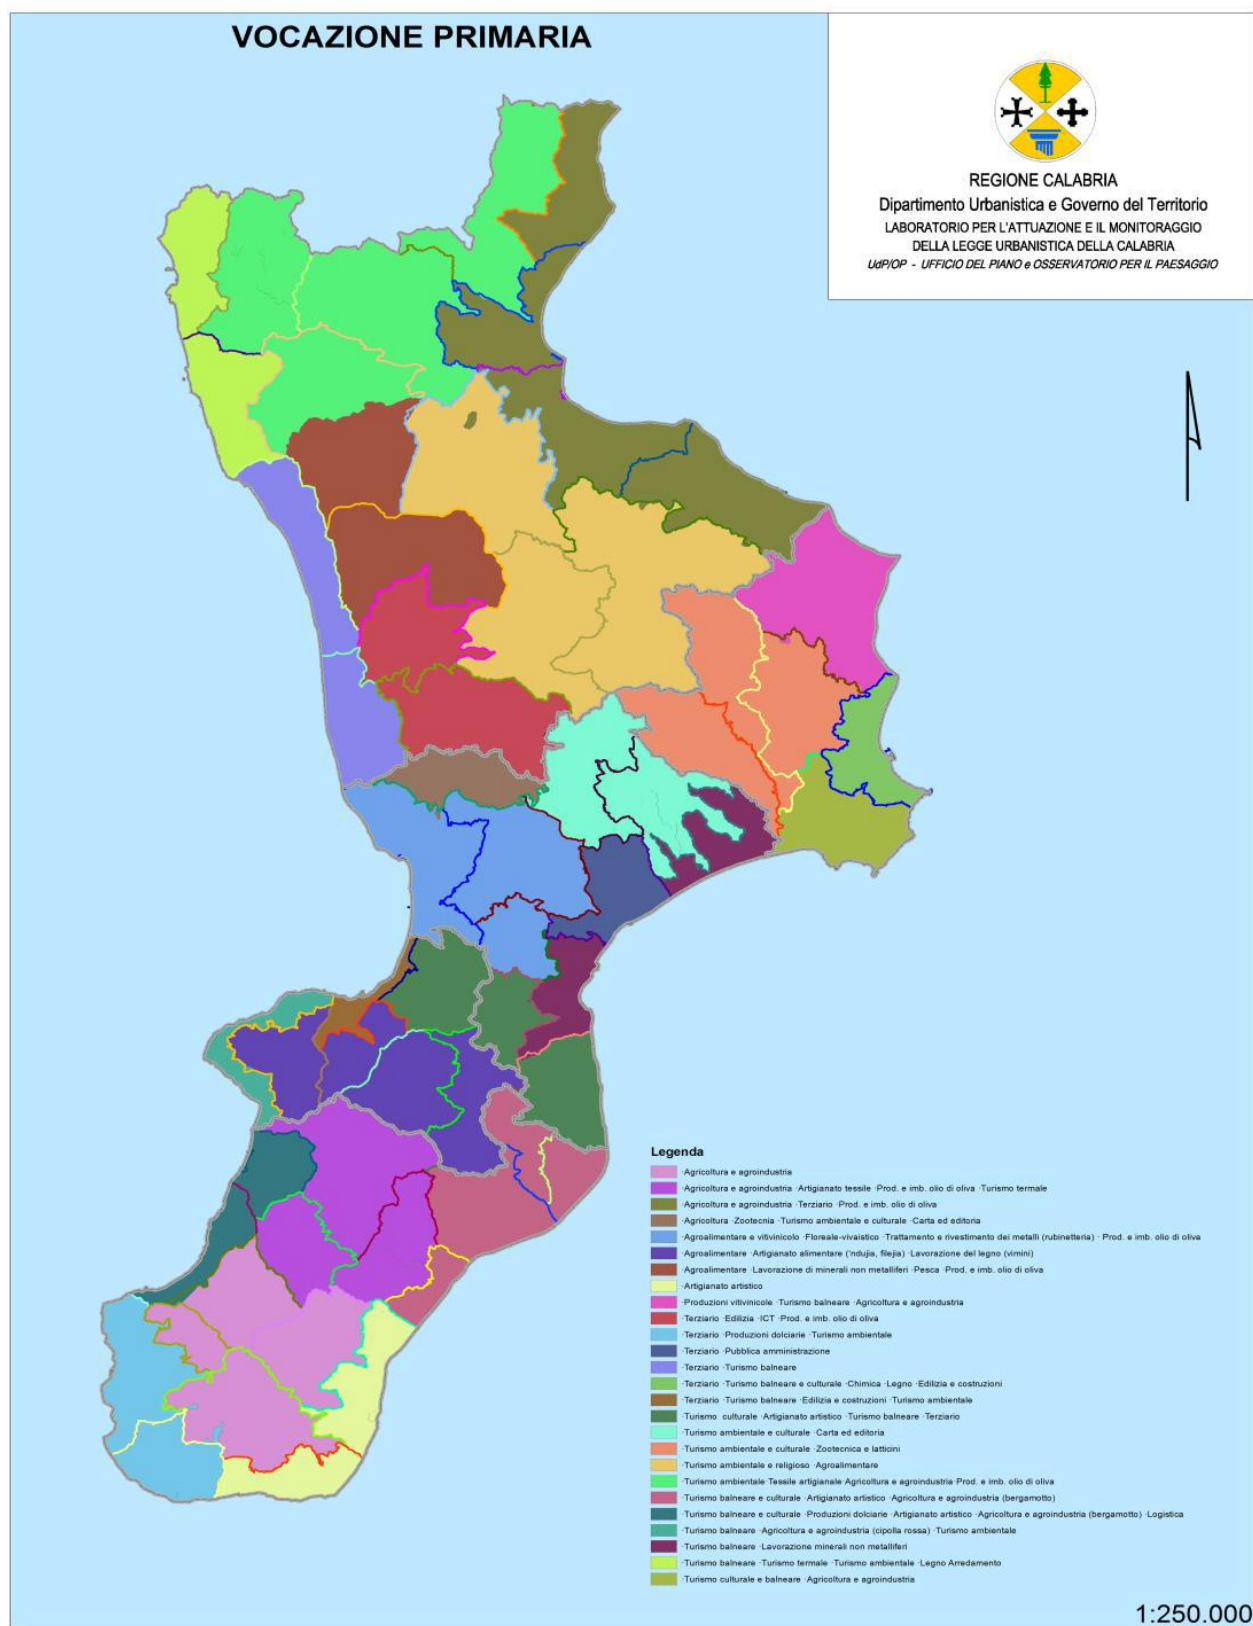 VOCAZIONE PRIMARIA
REGIONE CALABRIA
Dipartimento Urbanistica e Governo del Territorio
LABORATORIO PER L'ATTUAZIONE E IL MONITORAGGIO
DELLA LEGGE URBANISTICA DELLA CALABRIA
UdP/OP - UFFICIO DEL PIANO e OSSERVATORIO PER IL PAESAGGIO
Legenda
·Agricoltura e agroindustria
·Agricoltura e agroindustria ·Artigianato tessile ·Prod. e imb. olio di oliva ·Turismo termale
·Agricoltura e agroindustria ·Terziario ·Prod. e imb. olio di oliva
·Agricoltura ·Zootecnia ·Turismo ambientale e culturale ·Carta ed editoria
·Agroalimentare e vitivinicolo ·Floreale-vivaistico ·Trattamento e rivestimento dei metalli (rubinetteria) · Prod. e imb. olio di oliva
·Agroalimentare ·Artigianato alimentare ('ndujia, filejia) ·Lavorazione del legno (vimini)
·Agroalimentare ·Lavorazione di minerali non metalliferi ·Pesca ·Prod. e imb. olio di oliva
·Artigianato artistico
·Produzioni vitivinicole ·Turismo balneare ·Agricoltura e agroindustria
·Terziario ·Edilizia ·ICT ·Prod. e imb. olio di oliva
·Terziario ·Produzioni dolciarie ·Turismo ambientale
·Terziario ·Pubblica amministrazione
·Terziario ·Turismo balneare
·Terziario ·Turismo balneare e culturale ·Chimica ·Legno ·Edilizia e costruzioni
·Terziario ·Turismo balneare ·Edilizia e costruzioni ·Turismo ambientale
·Turismo culturale ·Artigianato artistico ·Turismo balneare ·Terziario
·Turismo ambientale e culturale ·Carta ed editoria
·Turismo ambientale e culturale ·Zootecnica e latticini
·Turismo ambientale e religioso ·Agroalimentare
·Turismo ambientale·Tessile artigianale·Agricoltura e agroindustria·Prod. e imb. olio di oliva
·Turismo balneare e culturale ·Artigianato artistico ·Agricoltura e agroindustria (bergamotto)
·Turismo balneare e culturale ·Produzioni dolciarie ·Artigianato artistico ·Agricoltura e agroindustria (bergamotto) ·Logistica
·Turismo balneare ·Agricoltura e agroindustria (cipolla rossa) ·Turismo ambientale
·Turismo balneare ·Lavorazione minerali non metalliferi
·Turismo balneare ·Turismo termale ·Turismo ambientale ·Legno Arredamento
·Turismo culturale e balneare ·Agricoltura e agroindustria
1:250.000